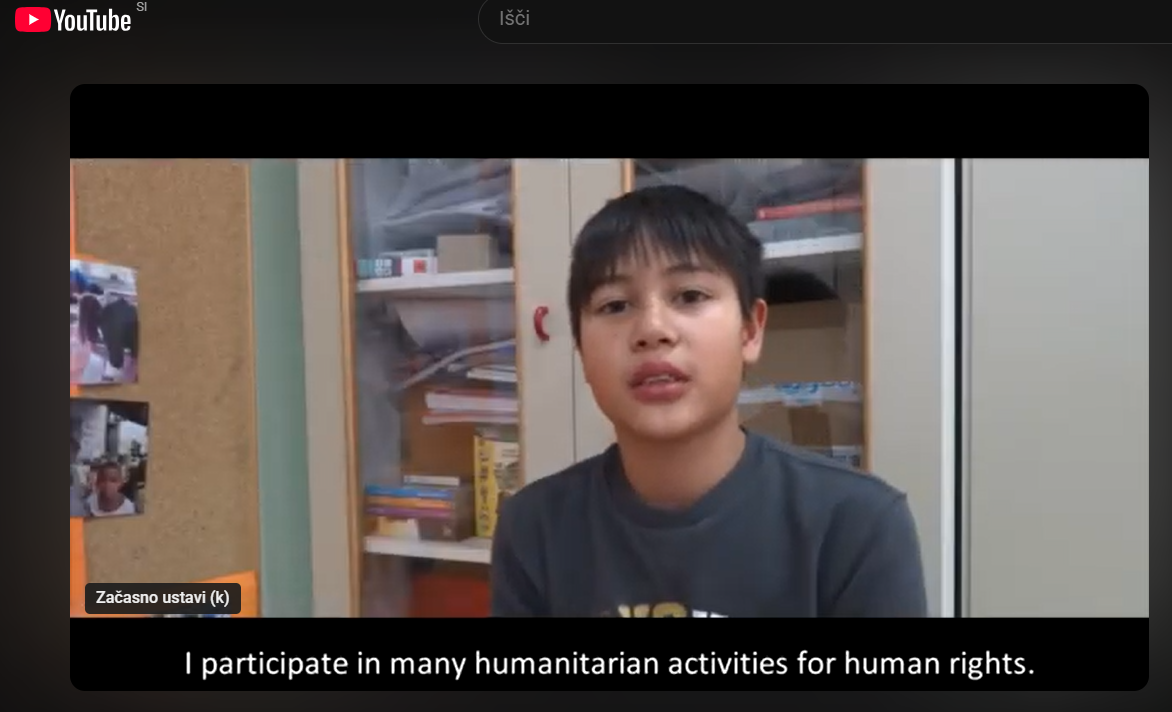 YouTube
SI
Išči
Začasno ustavi (k)
I participate in many humanitarian activities for human rights.